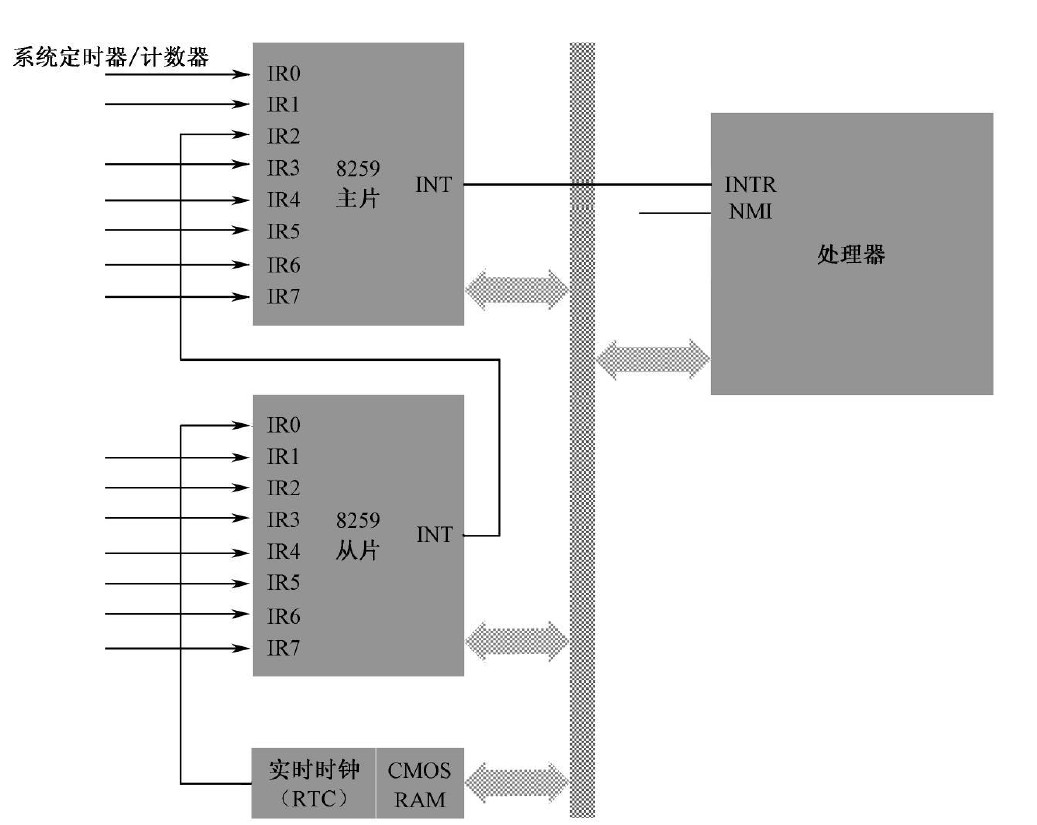 系统定时器/计数器
IR0
IR1
IR2
IR3
IR4
IR5
IR6
IR7
8259
主片
INT
INTR
NMI
处理器
IR0
IR1
IR2
IR3
IR4
IR5
IR6
IR7
8259
从片
INT
实时时钟
（RTC）
CMOS
RAM